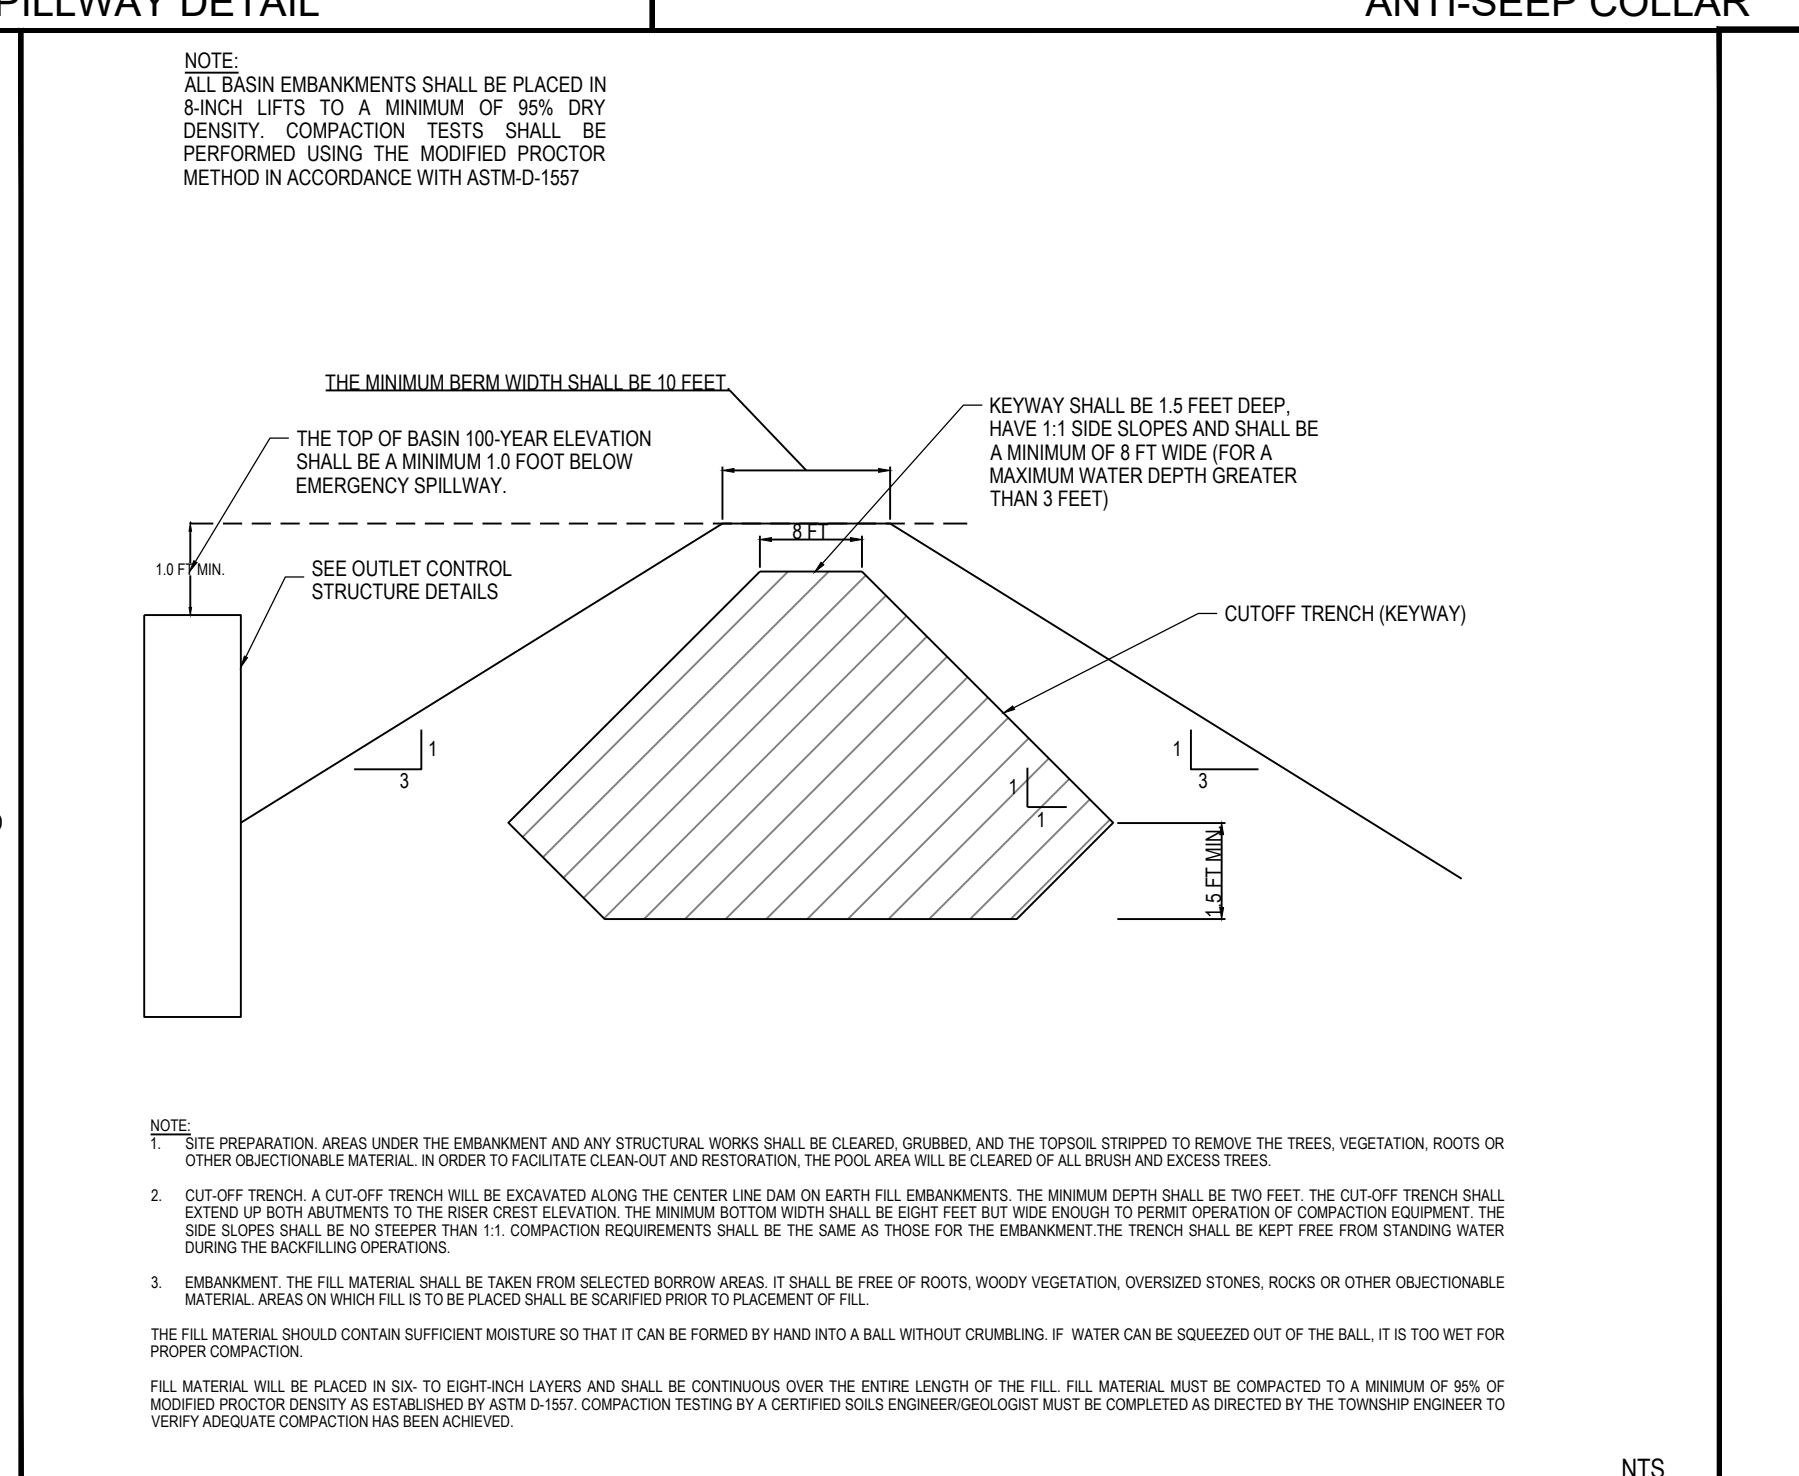 PILLWAY DETAIL
ANTI-SEEP COLLAR
NOTE:
ALL BASIN EMBANKMENTS SHALL BE PLACED IN
8-INCH LIFTS TO A MINIMUM OF 95% DRY
DENSITY. COMPACTION TESTS SHALL BE
PERFORMED USING THE MODIFIED PROCTOR
METHOD IN ACCORDANCE WITH ASTM-D-1557
THE MINIMUM BERM WIDTH SHALL BE 10 FEET.
THE TOP OF BASIN 100-YEAR ELEVATION
SHALL BE A MINIMUM 1.0 FOOT BELOW
EMERGENCY SPILLWAY.
KEYWAY SHALL BE 1.5 FEET DEEP,
HAVE 1:1 SIDE SLOPES AND SHALL BE
A MINIMUM OF 8 FT WIDE (FOR A
MAXIMUM WATER DEPTH GREATER
THAN 3 FEET)
8 FT
1.0 FT MIN.
SEE OUTLET CONTROL
STRUCTURE DETAILS
CUTOFF TRENCH (KEYWAY)
1
3
1
3
1
1
1.5 FT MIN
NOTE:
1. SITE PREPARATION. AREAS UNDER THE EMBANKMENT AND ANY STRUCTURAL WORKS SHALL BE CLEARED, GRUBBED, AND THE TOPSOIL STRIPPED TO REMOVE THE TREES, VEGETATION, ROOTS OR
OTHER OBJECTIONABLE MATERIAL. IN ORDER TO FACILITATE CLEAN-OUT AND RESTORATION, THE POOL AREA WILL BE CLEARED OF ALL BRUSH AND EXCESS TREES.
2. CUT-OFF TRENCH. A CUT-OFF TRENCH WILL BE EXCAVATED ALONG THE CENTER LINE DAM ON EARTH FILL EMBANKMENTS. THE MINIMUM DEPTH SHALL BE TWO FEET. THE CUT-OFF TRENCH SHALL
EXTEND UP BOTH ABUTMENTS TO THE RISER CREST ELEVATION. THE MINIMUM BOTTOM WIDTH SHALL BE EIGHT FEET BUT WIDE ENOUGH TO PERMIT OPERATION OF COMPACTION EQUIPMENT. THE
SIDE SLOPES SHALL BE NO STEEPER THAN 1:1. COMPACTION REQUIREMENTS SHALL BE THE SAME AS THOSE FOR THE EMBANKMENT.THE TRENCH SHALL BE KEPT FREE FROM STANDING WATER
DURING THE BACKFILLING OPERATIONS.
3. EMBANKMENT. THE FILL MATERIAL SHALL BE TAKEN FROM SELECTED BORROW AREAS. IT SHALL BE FREE OF ROOTS, WOODY VEGETATION, OVERSIZED STONES, ROCKS OR OTHER OBJECTIONABLE
MATERIAL. AREAS ON WHICH FILL IS TO BE PLACED SHALL BE SCARIFIED PRIOR TO PLACEMENT OF FILL.
THE FILL MATERIAL SHOULD CONTAIN SUFFICIENT MOISTURE SO THAT IT CAN BE FORMED BY HAND INTO A BALL WITHOUT CRUMBLING. IF WATER CAN BE SQUEEZED OUT OF THE BALL, IT IS TOO WET FOR
PROPER COMPACTION.
FILL MATERIAL WILL BE PLACED IN SIX- TO EIGHT-INCH LAYERS AND SHALL BE CONTINUOUS OVER THE ENTIRE LENGTH OF THE FILL. FILL MATERIAL MUST BE COMPACTED TO A MINIMUM OF 95% OF
MODIFIED PROCTOR DENSITY AS ESTABLISHED BY ASTM D-1557. COMPACTION TESTING BY A CERTIFIED SOILS ENGINEER/GEOLOGIST MUST BE COMPLETED AS DIRECTED BY THE TOWNSHIP ENGINEER TO
VERIFY ADEQUATE COMPACTION HAS BEEN ACHIEVED.
NTS